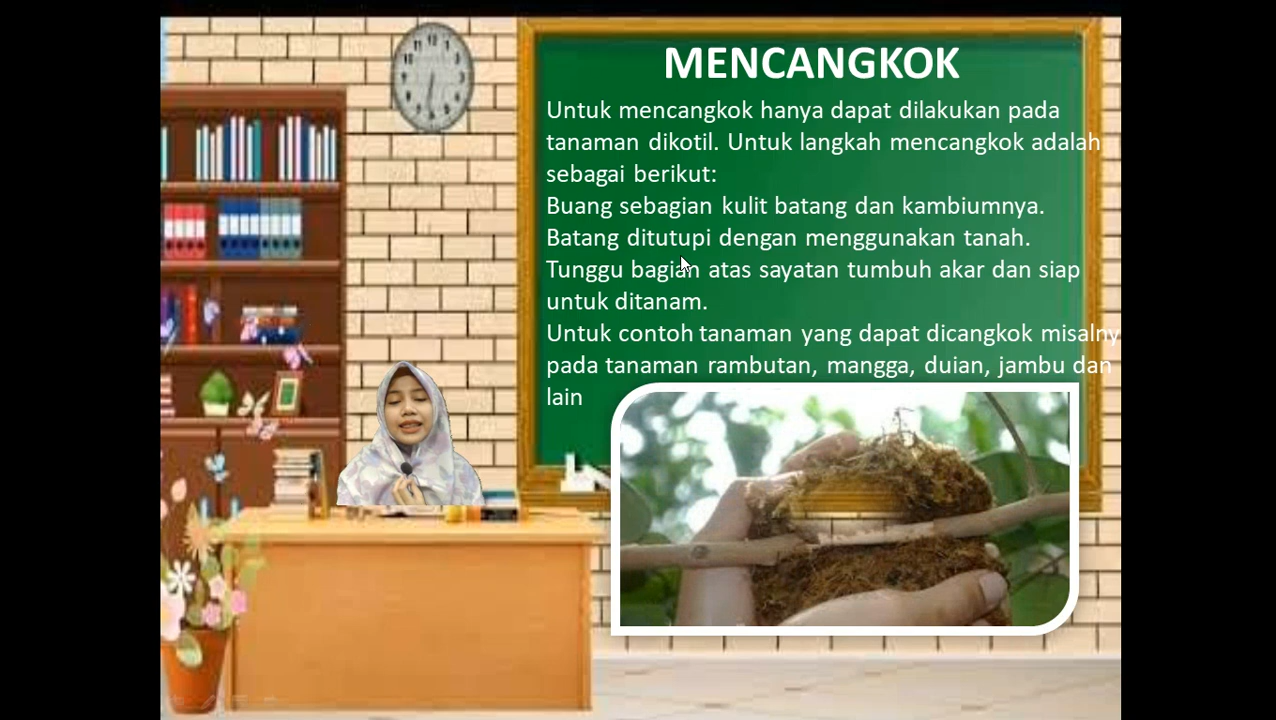 MENCANGKOK
Untuk mencangkok hanya dapat dilakukan pada
tanaman dikotil. Untuk langkah mencangkok adalah
sebagai berikut:
Buang sebagian kulit batang dan kambiumnya.
Batang ditutupi dengan menggunakan tanah.
Tunggu bagian atas sayatan tumbuh akar dan siap
untuk ditanam.
Untuk contoh tanaman yang dapat dicangkok misalny
pada tanaman rambutan, mangga, duian, jambu dan
lain